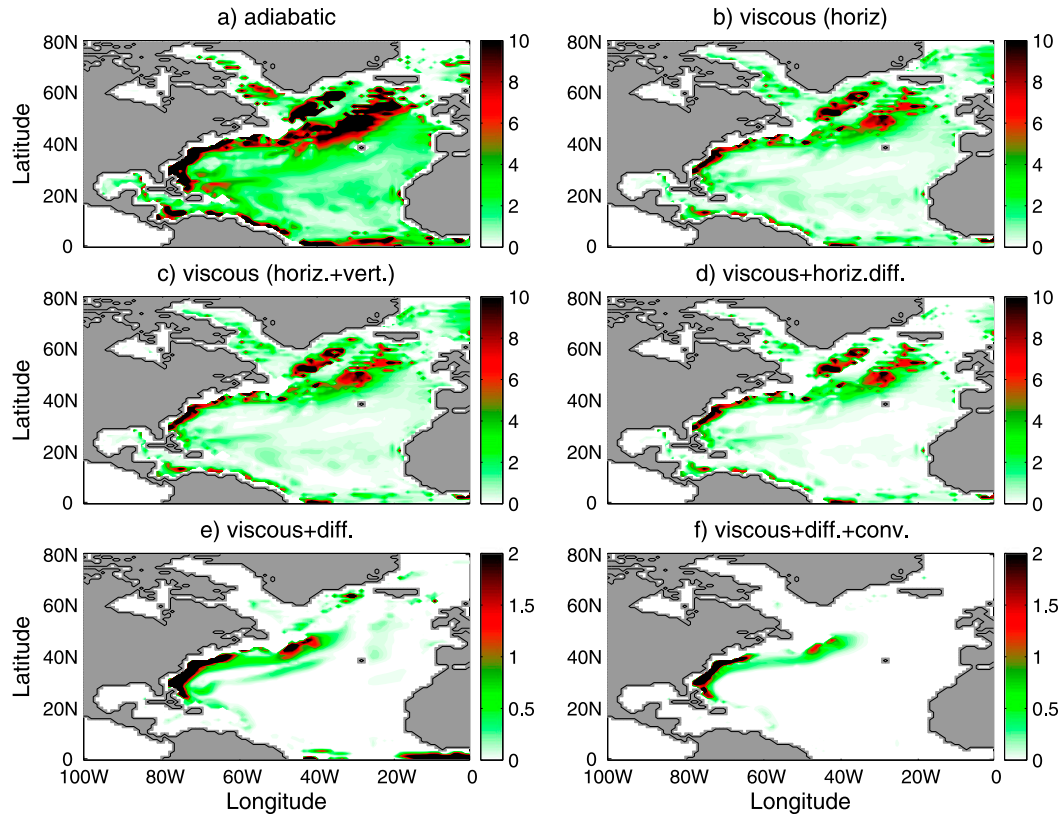 a) adiabatic
b) viscous (horiz)
80N
60N
40N
20N
0
Latitude
10
8
6
4
2
0
80N
60N
40N
20N
0
10
8
6
4
2
0
c) viscous (horiz.+vert.)
d) viscous+horiz.diff.
80N
60N
40N
20N
0
Latitude
10
8
6
4
2
0
80N
60N
40N
20N
0
10
8
6
4
2
0
e) viscous+diff.
f) viscous+diff.+conv.
80N
60N
40N
20N
0
Latitude
2
1.5
1
0.5
0
80N
60N
40N
20N
0
2
1.5
1
0.5
0
100W 80W 60W 40W 20W 0
100W 80W 60W 40W 20W 0
Longitude
Longitude